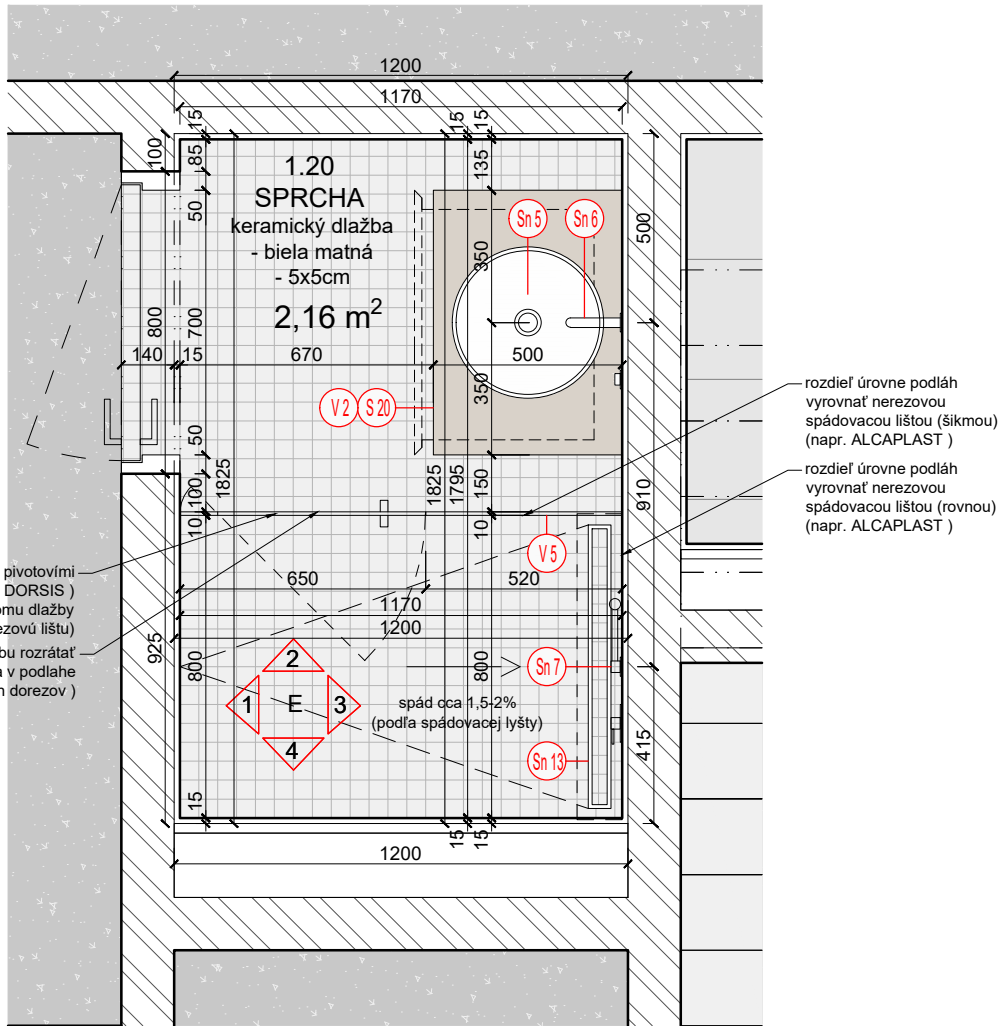 1200
1170
15
15
15
100
85
135
1.20
SPRCHA
keramický dlažba
- biela matná
- 5x5cm
2,16 m²
50
Sn 5
Sn 6
350
500
800
700
140
15
670
500
350
V 2
S 20
rozdieľ úrovne podláh
vyrovnať nerezovou
spádovacou lištou (šikmou)
(napr. ALCAPLAST )
50
100
1825
1825
1795
150
910
rozdieľ úrovne podláh
vyrovnať nerezovou
spádovacou lištou (rovnou)
(napr. ALCAPLAST )
10
10
V 5
pivotovími
DORSIS )
omu dlažby
ezovú lištu)
bu rozrátať
a v podlahe
n dorezov )
650
520
1170
1200
925
800
800
2
1
E
3
4
Sn 7
spád cca 1,5-2%
(podľa spádovacej lyšty)
Sn 13
415
15
15
15
1200